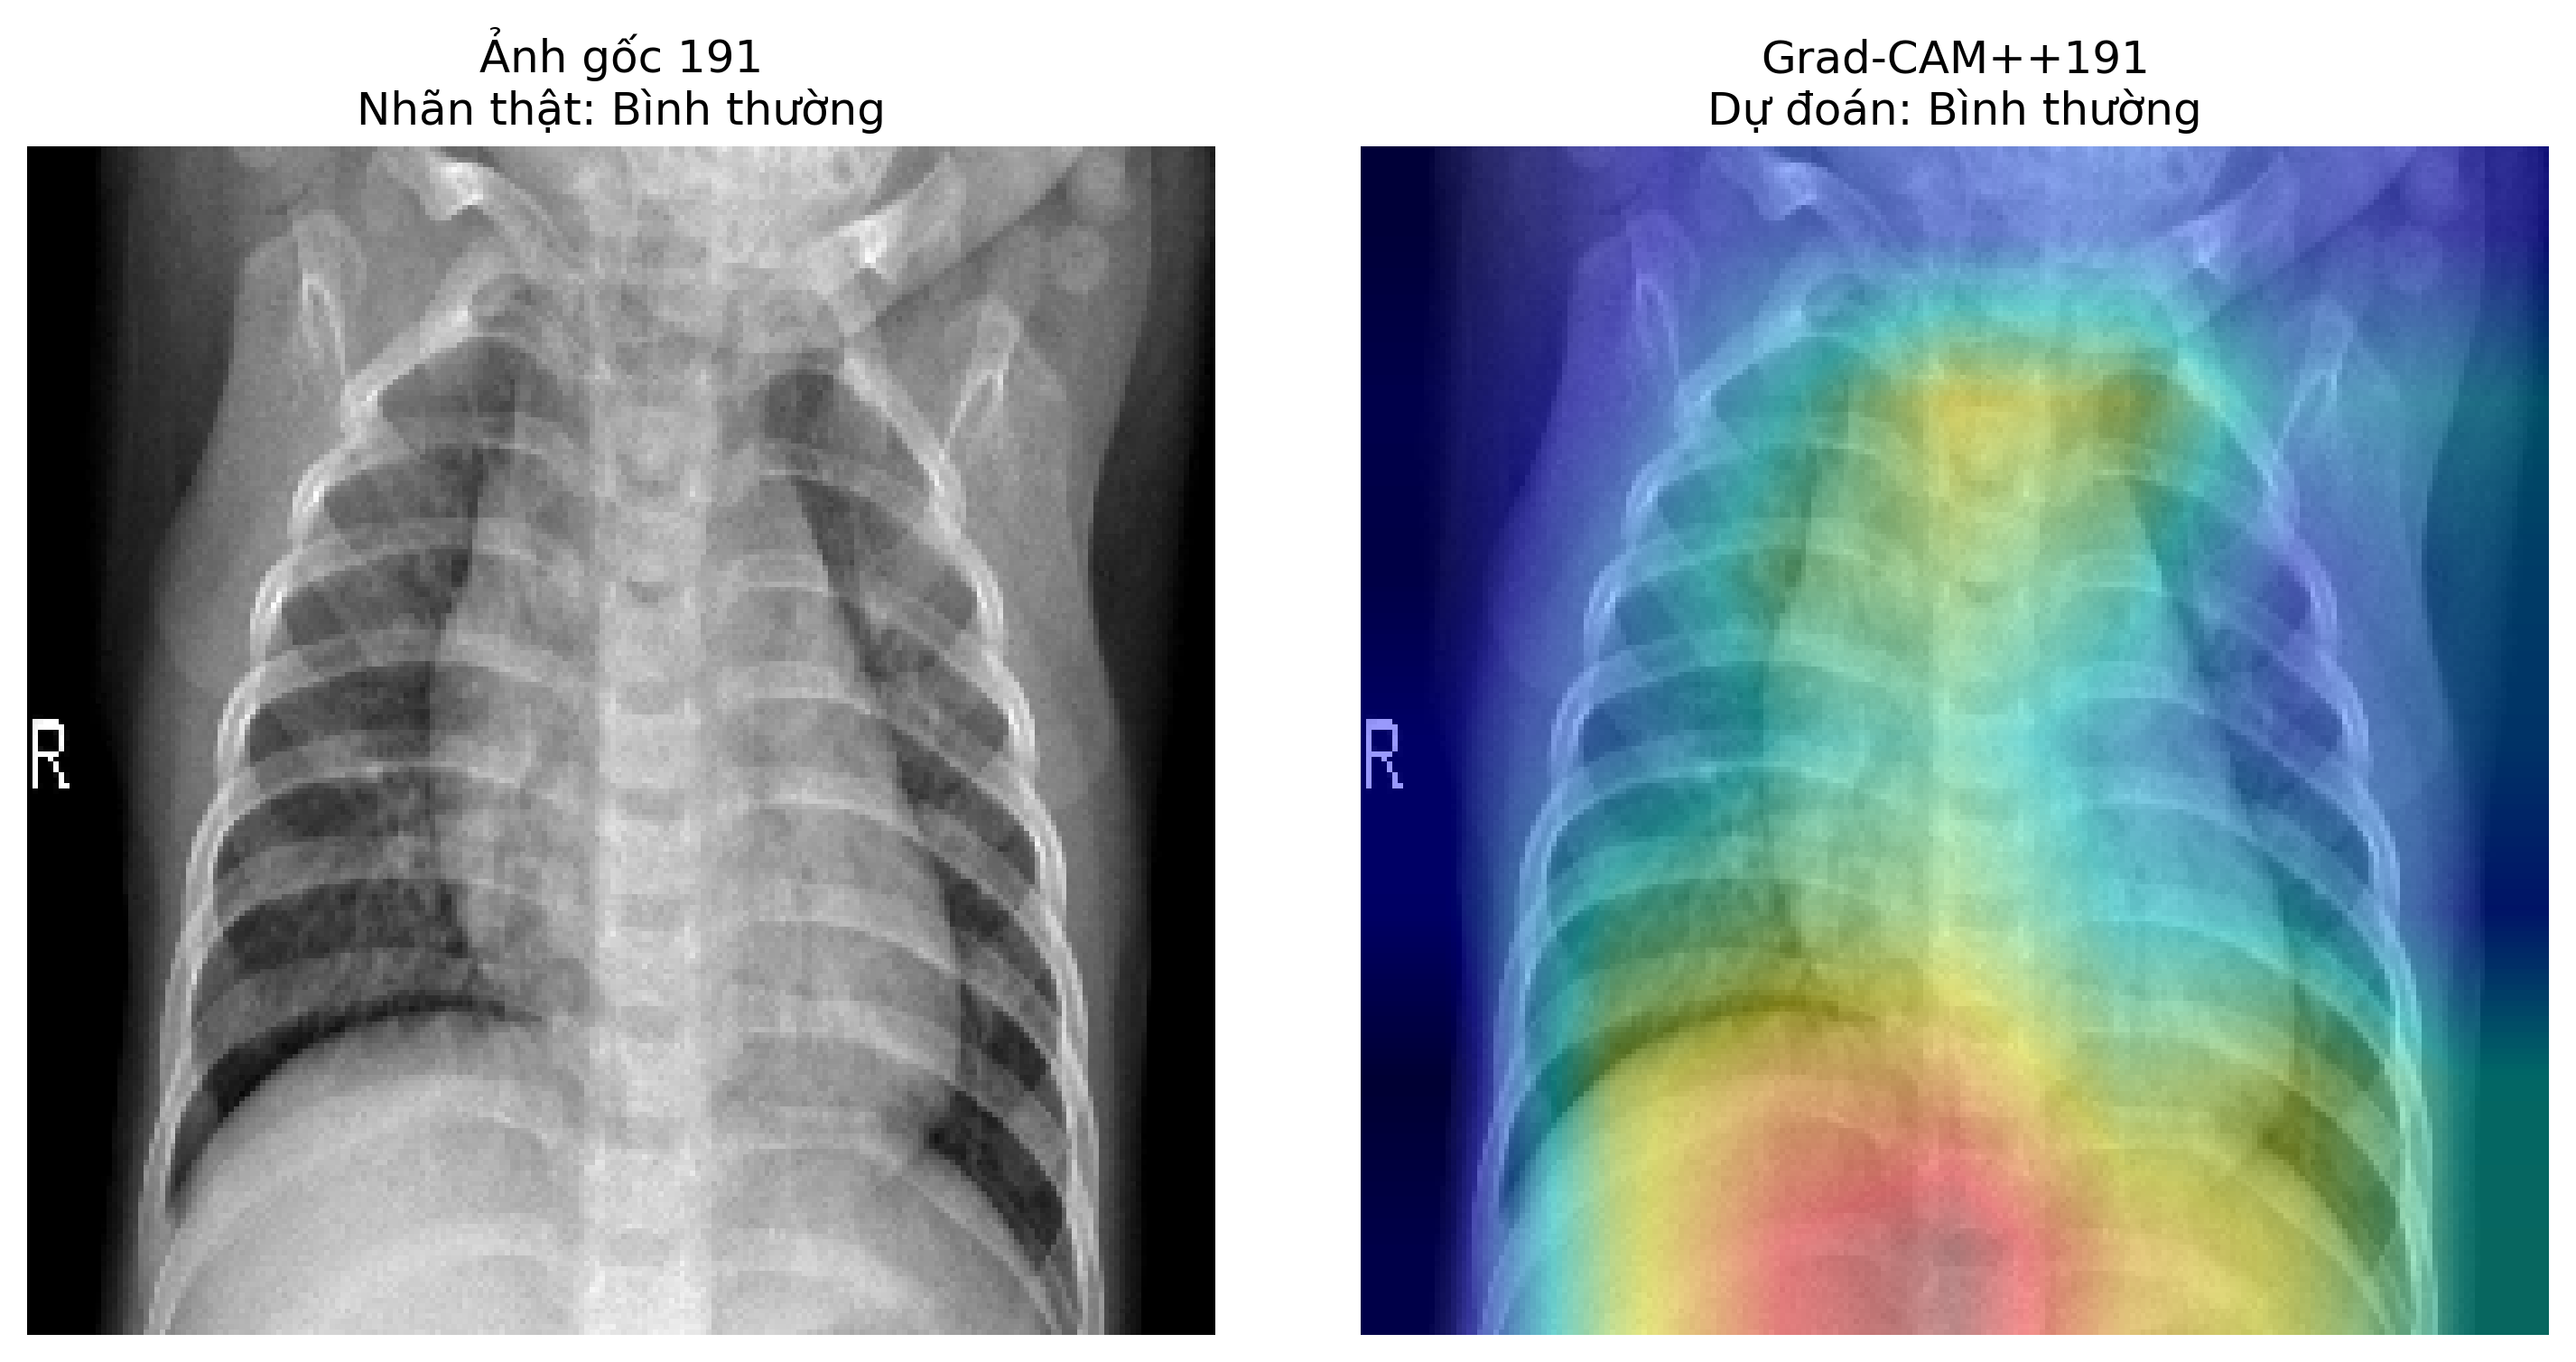 Ảnh gốc 191
Nhãn thật: Bình thường
Grad-CAM++191
Dự đoán: Bình thường
R
R